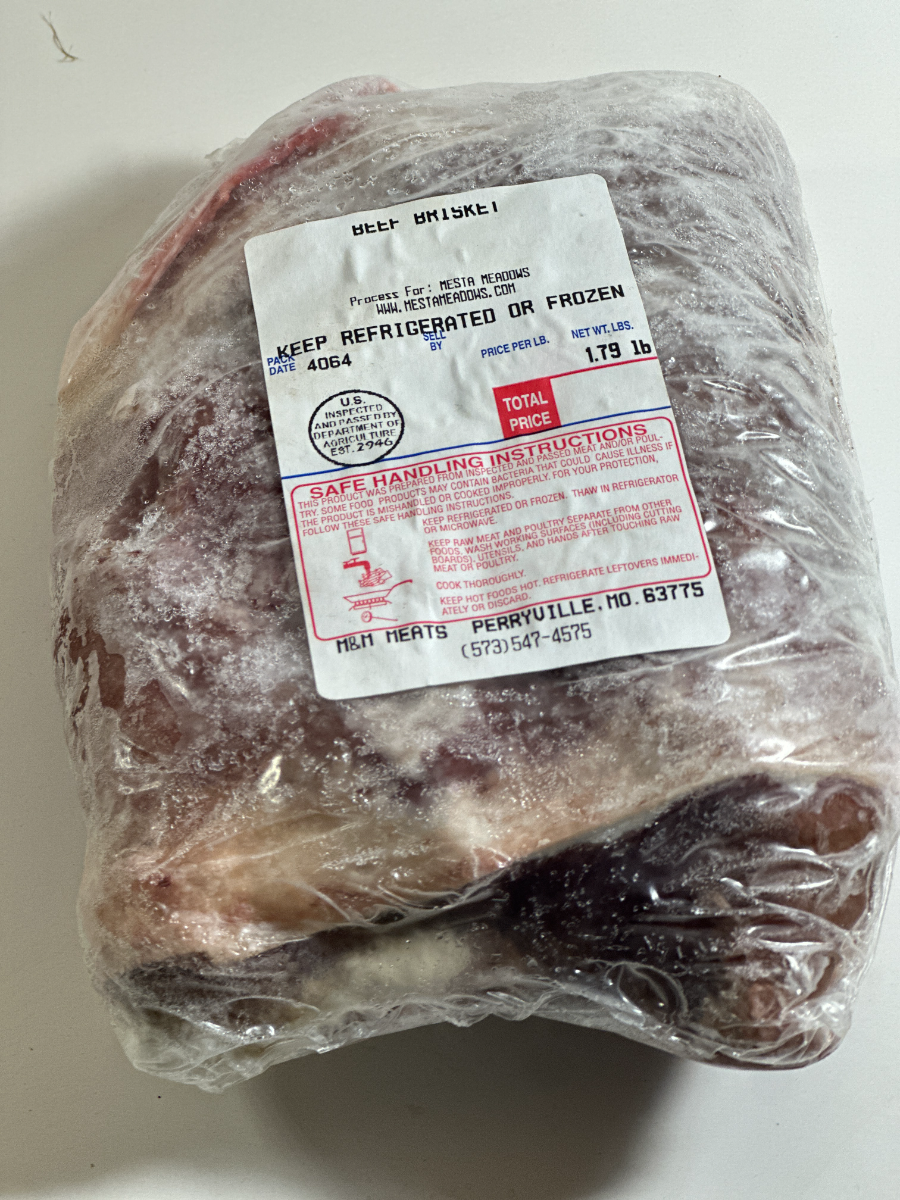 BEEF BRISKET
Process For: MESTA MEADOWS
WWW.MESTAMEADOWS.COM
KEEP REFRIGERATED OR FROZEN
PACK DATE 4064 SELL BY PRICE PER LB. NET WT. LBS.
1.79 lb
TOTAL PRICE
U.S.
INSPECTED
AND PASSED BY
DEPARTMENT OF
AGRICULTURE
EST. 2946
SAFE HANDLING INSTRUCTIONS
THIS PRODUCT WAS PREPARED FROM INSPECTED AND PASSED MEAT AND/OR POUL-
TRY. SOME FOOD PRODUCTS MAY CONTAIN BACTERIA THAT COULD CAUSE ILLNESS IF
THE PRODUCT IS MISHANDLED OR COOKED IMPROPERLY. FOR YOUR PROTECTION,
FOLLOW THESE SAFE HANDLING INSTRUCTIONS.
KEEP REFRIGERATED OR FROZEN. THAW IN REFRIGERATOR
OR MICROWAVE.
KEEP RAW MEAT AND POULTRY SEPARATE FROM OTHER
FOODS. WASH WORKING SURFACES (INCLUDING CUTTING
BOARDS), UTENSILS, AND HANDS AFTER TOUCHING RAW
MEAT OR POULTRY.
COOK THOROUGHLY.
KEEP HOT FOODS HOT. REFRIGERATE LEFTOVERS IMMEDI-
ATELY OR DISCARD.
M&M MEATS PERRYVILLE,MO.63775
(573)547-4575